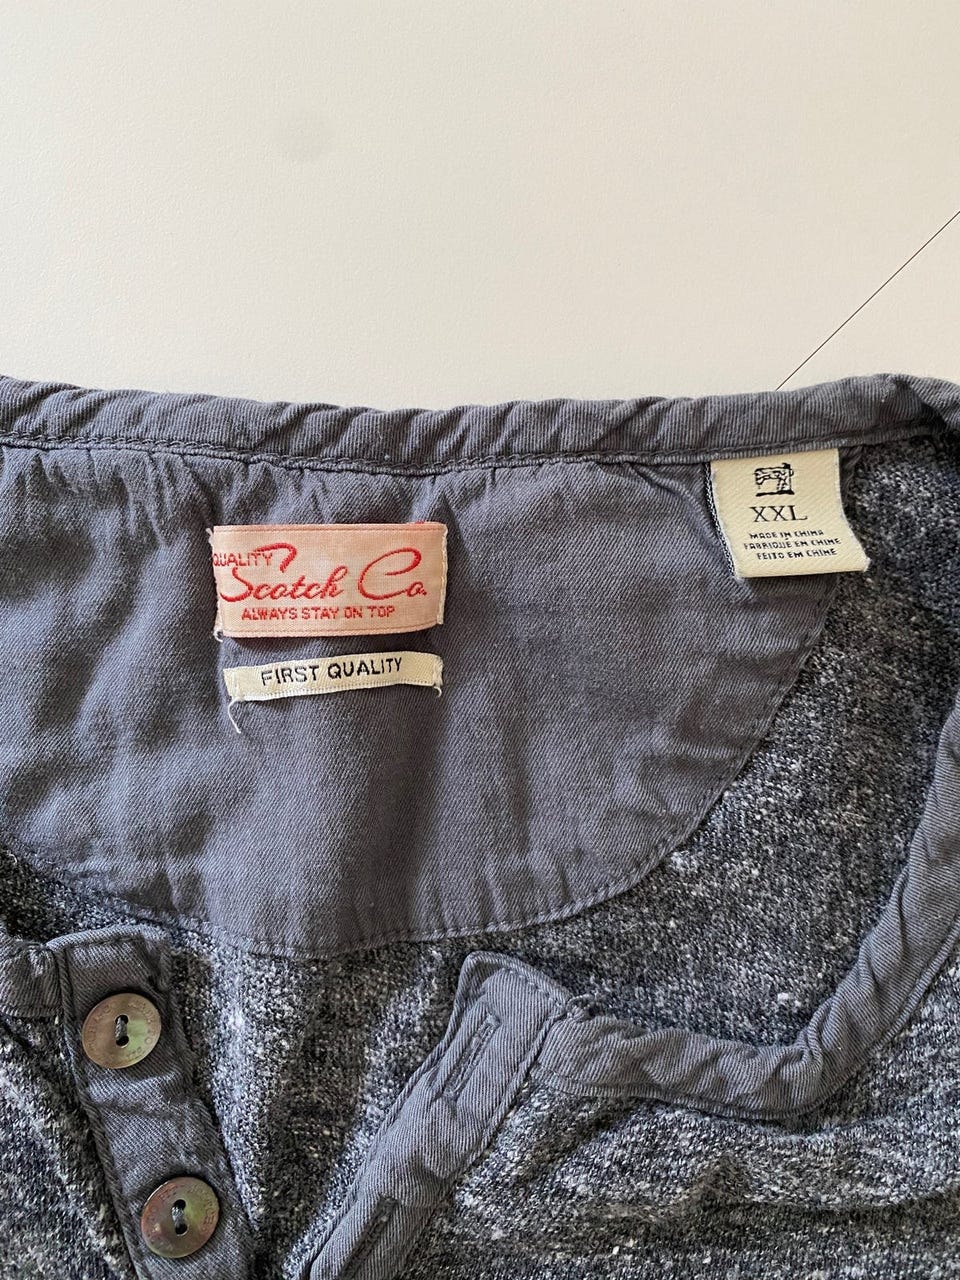 QUALITY
Scotch Co.
ALWAYS STAY ON TOP
FIRST QUALITY
XXL
MADE IN CHINA
FABRIQUE EN CHINE
FEITO EM CHINE